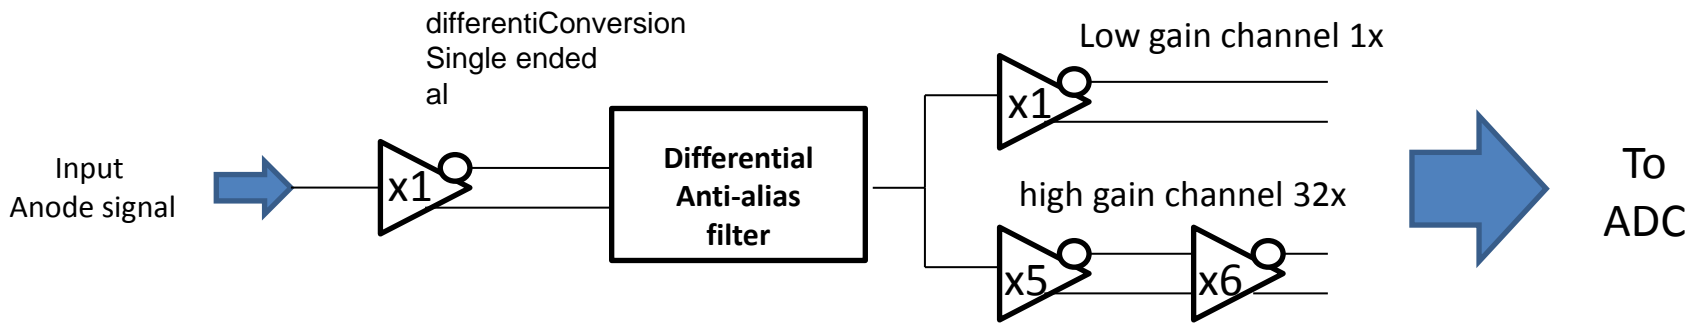 differentiConversion
Single ended
al
Low gain channel 1x
x1
Input
Anode signal
x1
Differential
Anti-alias
filter
high gain channel 32x
x5
x6
To
ADC